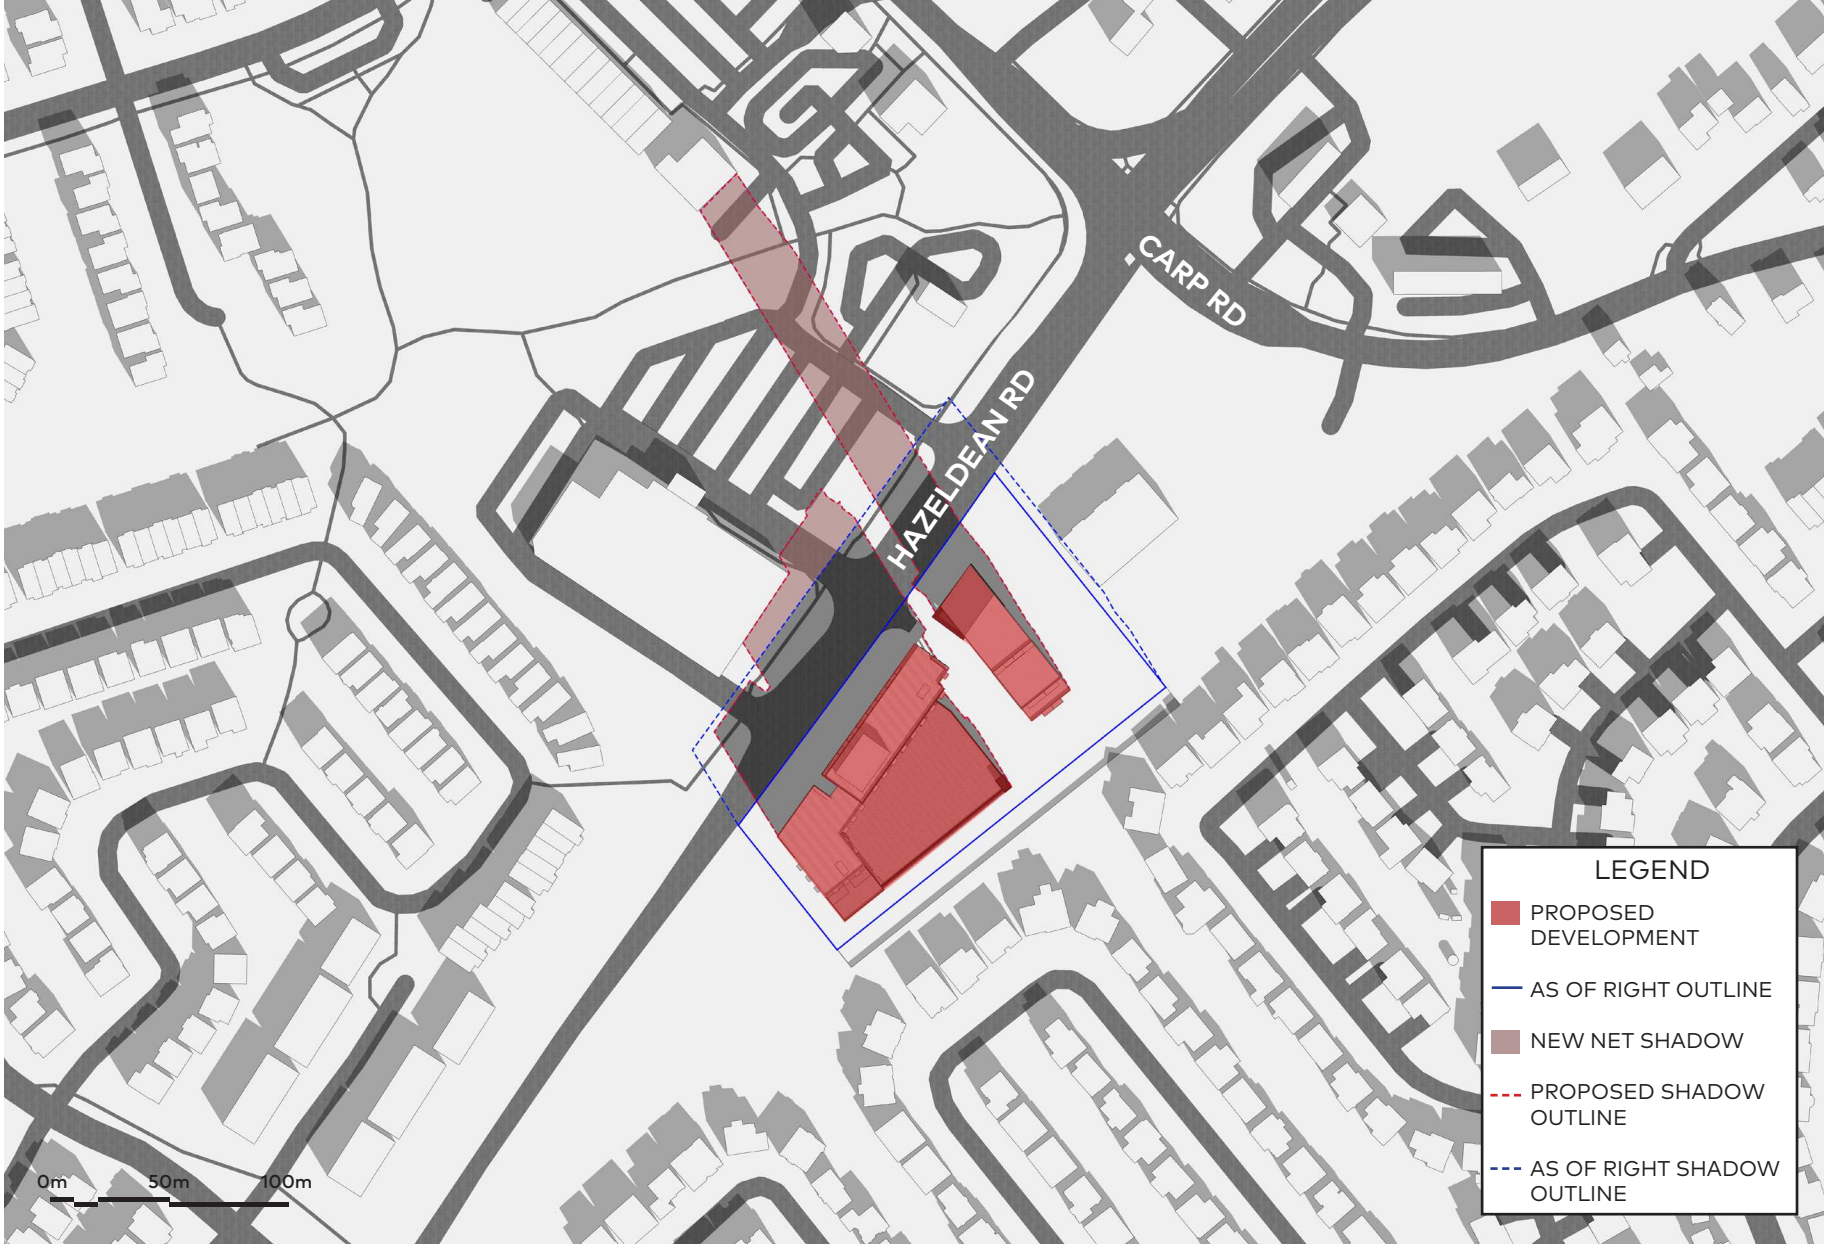 CARP RD
HAZELDEAN RD
LEGEND
PROPOSED
DEVELOPMENT
AS OF RIGHT OUTLINE
NEW NET SHADOW
PROPOSED SHADOW
OUTLINE
AS OF RIGHT SHADOW
OUTLINE
0m 50m 100m